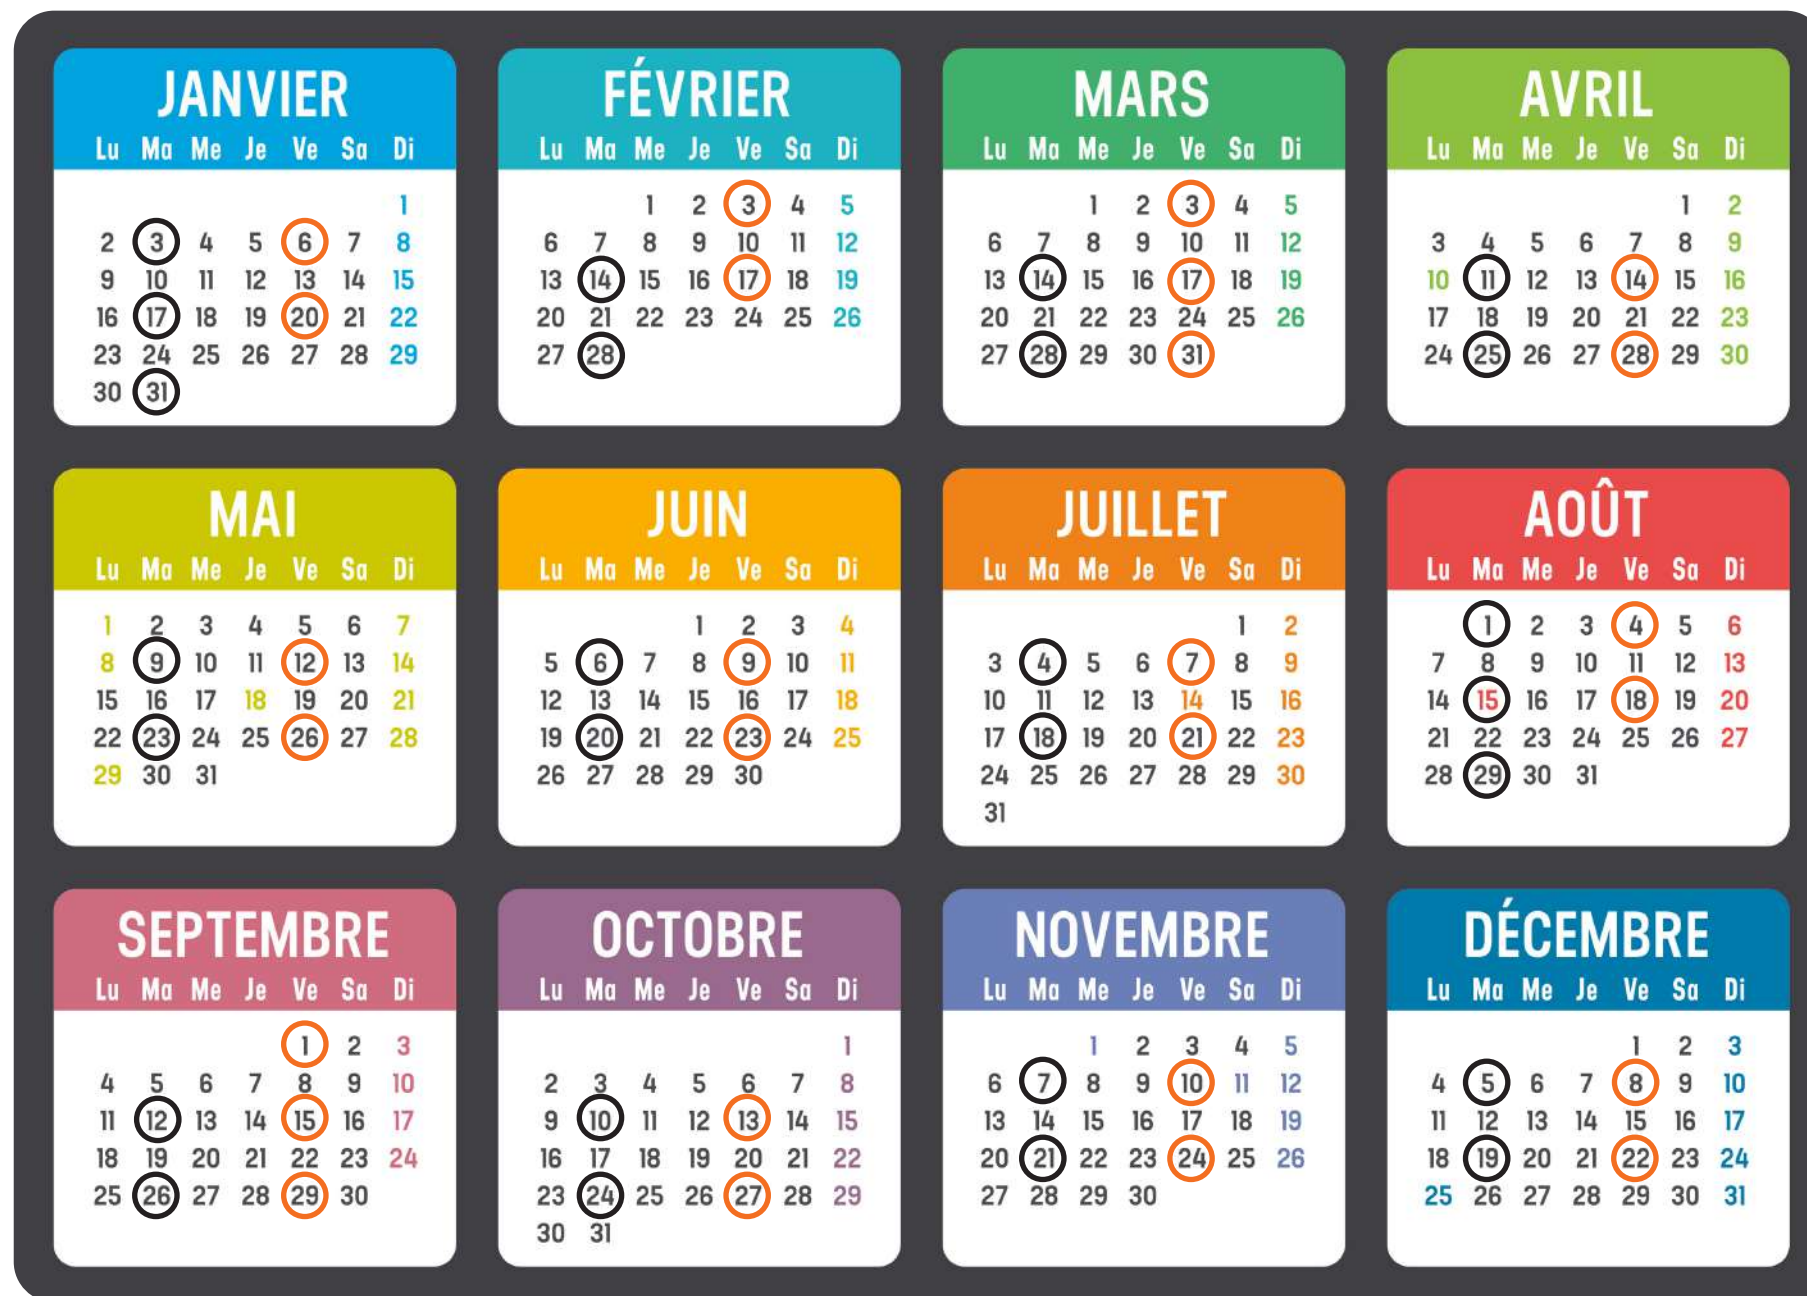 JANVIER
Lu Ma Me Je Ve Sa Di
1
2 3 4 5 6 7 8
9 10 11 12 13 14 15
16 17 18 19 20 21 22
23 24 25 26 27 28 29
30 31
FÉVRIER
Lu Ma Me Je Ve Sa Di
1 2 3 4 5
6 7 8 9 10 11 12
13 14 15 16 17 18 19
20 21 22 23 24 25 26
27 28
MARS
Lu Ma Me Je Ve Sa Di
1 2 3 4 5
6 7 8 9 10 11 12
13 14 15 16 17 18 19
20 21 22 23 24 25 26
27 28 29 30 31
AVRIL
Lu Ma Me Je Ve Sa Di
1 2
3 4 5 6 7 8 9
10 11 12 13 14 15 16
17 18 19 20 21 22 23
24 25 26 27 28 29 30
MAI
Lu Ma Me Je Ve Sa Di
1 2 3 4 5 6 7
8 9 10 11 12 13 14
15 16 17 18 19 20 21
22 23 24 25 26 27 28
29 30 31
JUIN
Lu Ma Me Je Ve Sa Di
1 2 3 4
5 6 7 8 9 10 11
12 13 14 15 16 17 18
19 20 21 22 23 24 25
26 27 28 29 30
JUILLET
Lu Ma Me Je Ve Sa Di
1 2
3 4 5 6 7 8 9
10 11 12 13 14 15 16
17 18 19 20 21 22 23
24 25 26 27 28 29 30
31
AOÛT
Lu Ma Me Je Ve Sa Di
1 2 3 4 5 6
7 8 9 10 11 12 13
14 15 16 17 18 19 20
21 22 23 24 25 26 27
28 29 30 31
SEPTEMBRE
Lu Ma Me Je Ve Sa Di
1 2 3
4 5 6 7 8 9 10
11 12 13 14 15 16 17
18 19 20 21 22 23 24
25 26 27 28 29 30
OCTOBRE
Lu Ma Me Je Ve Sa Di
1
2 3 4 5 6 7 8
9 10 11 12 13 14 15
16 17 18 19 20 21 22
23 24 25 26 27 28 29
30 31
NOVEMBRE
Lu Ma Me Je Ve Sa Di
1 2 3 4 5
6 7 8 9 10 11 12
13 14 15 16 17 18 19
20 21 22 23 24 25 26
27 28 29 30
DÉCEMBRE
Lu Ma Me Je Ve Sa Di
1 2 3
4 5 6 7 8 9 10
11 12 13 14 15 16 17
18 19 20 21 22 23 24
25 26 27 28 29 30 31